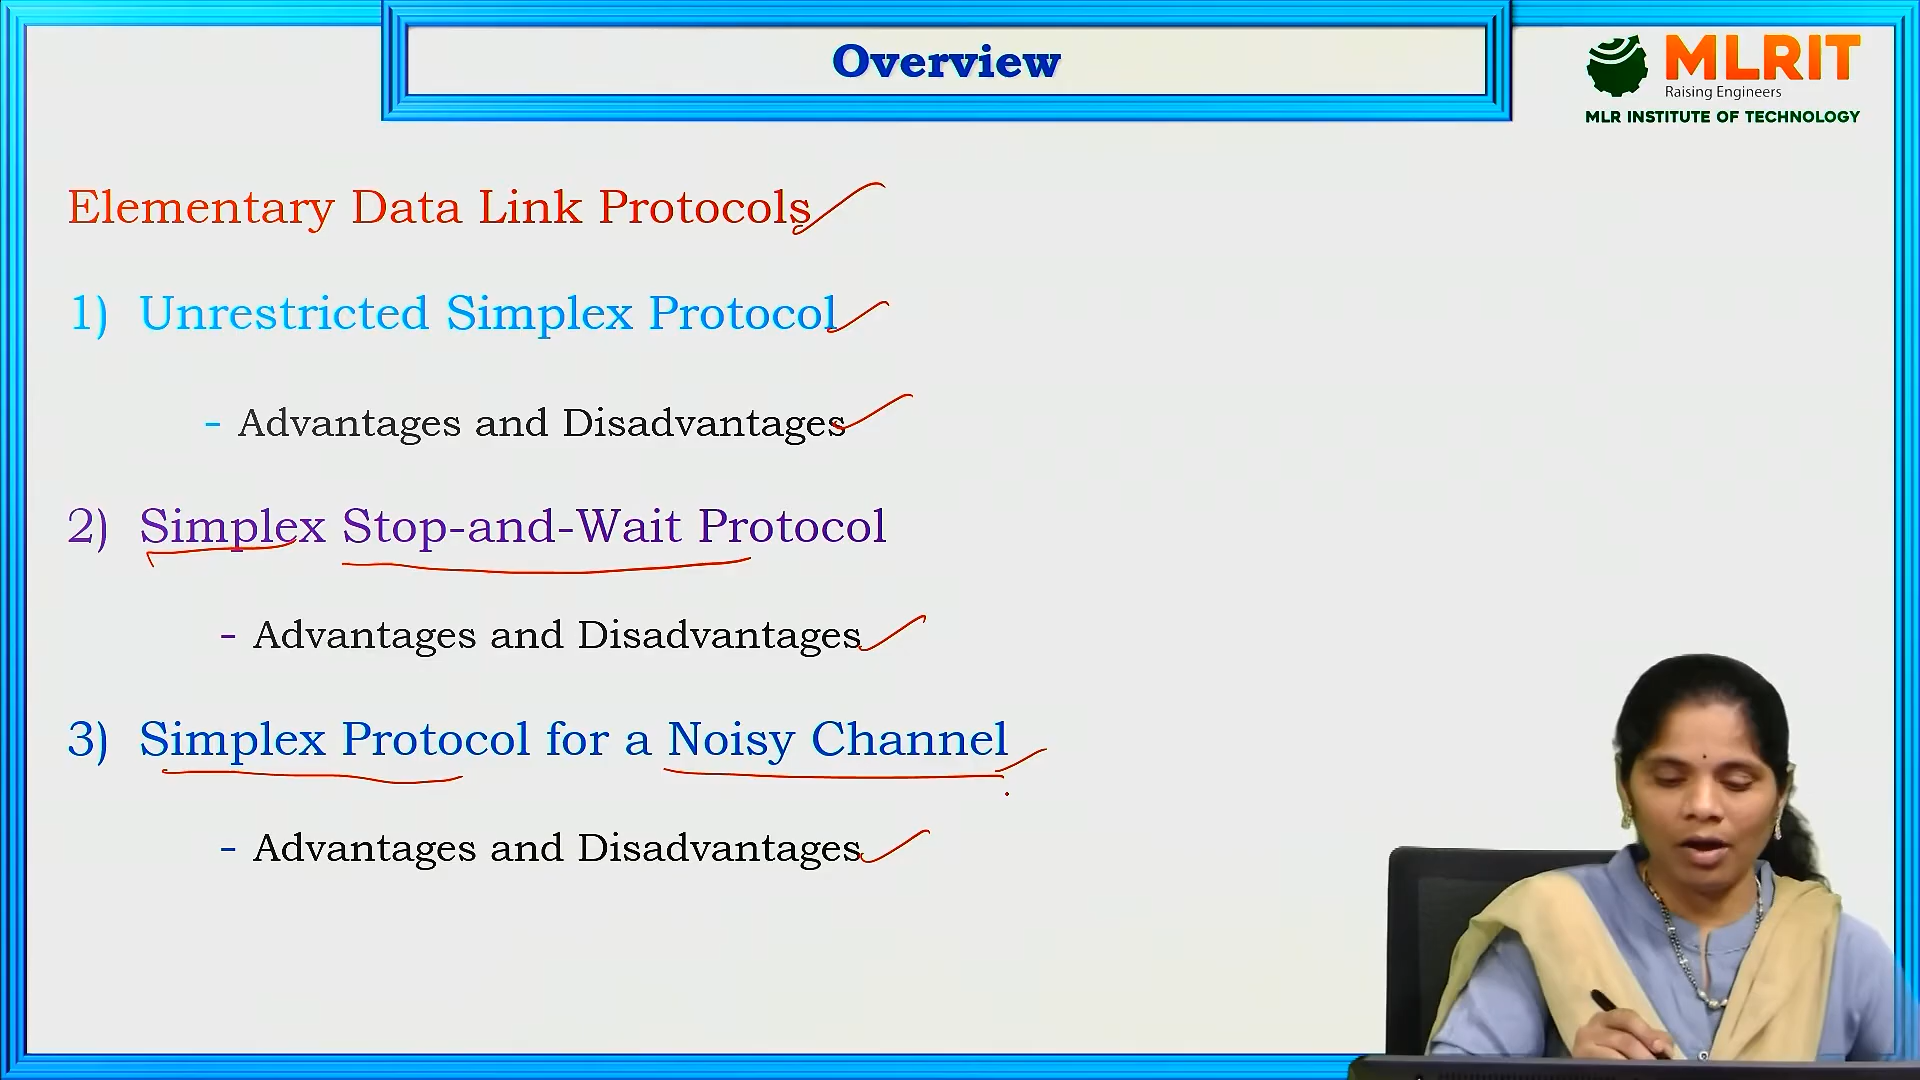 Overview
MLRIT
Raising Engineers
MLR INSTITUTE OF TECHNOLOGY
Elementary Data Link Protocols
1) Unrestricted Simplex Protocol
- Advantages and Disadvantages
2) Simplex Stop-and-Wait Protocol
- Advantages and Disadvantages
3) Simplex Protocol for a Noisy Channel
- Advantages and Disadvantages